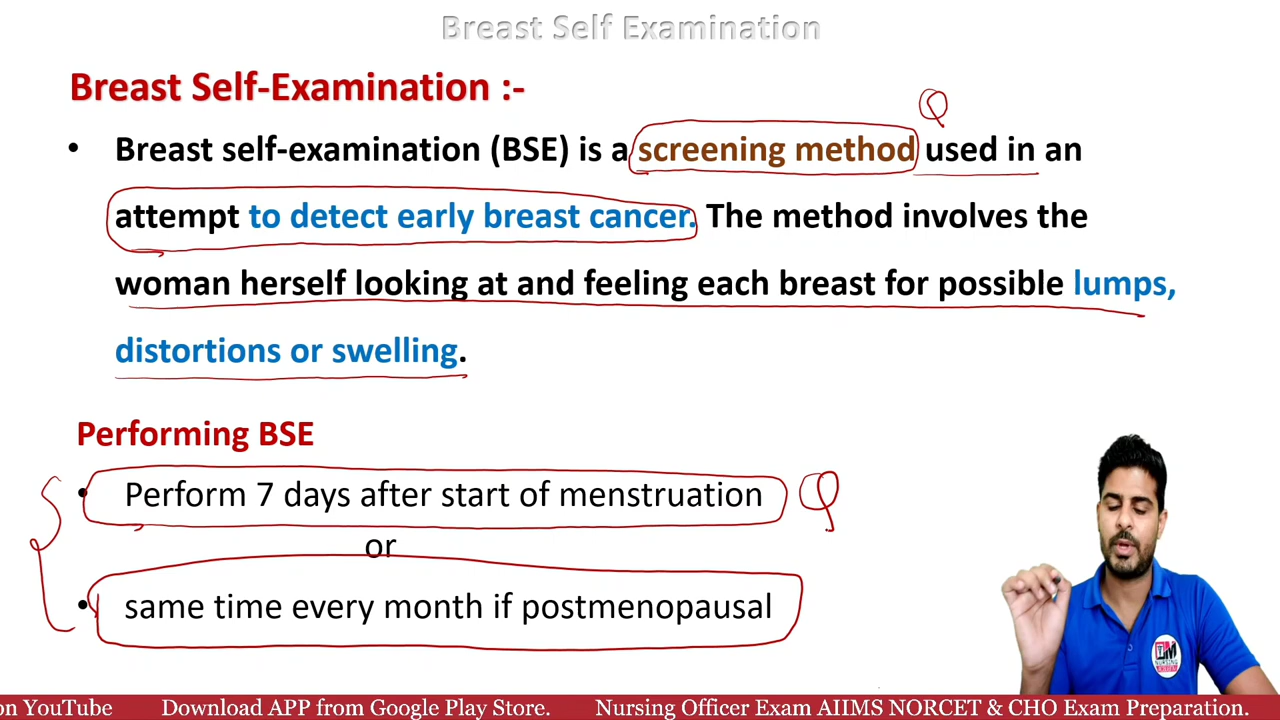 Breast Self Examination
Breast Self-Examination :-
Q
• Breast self-examination (BSE) is a screening method used in an
attempt to detect early breast cancer. The method involves the
woman herself looking at and feeling each breast for possible lumps,
distortions or swelling.
Performing BSE
• Perform 7 days after start of menstruation Q
or
• same time every month if postmenopausal
on YouTube Download APP from Google Play Store. Nursing Officer Exam AIIMS NORCET & CHO Exam Preparation.